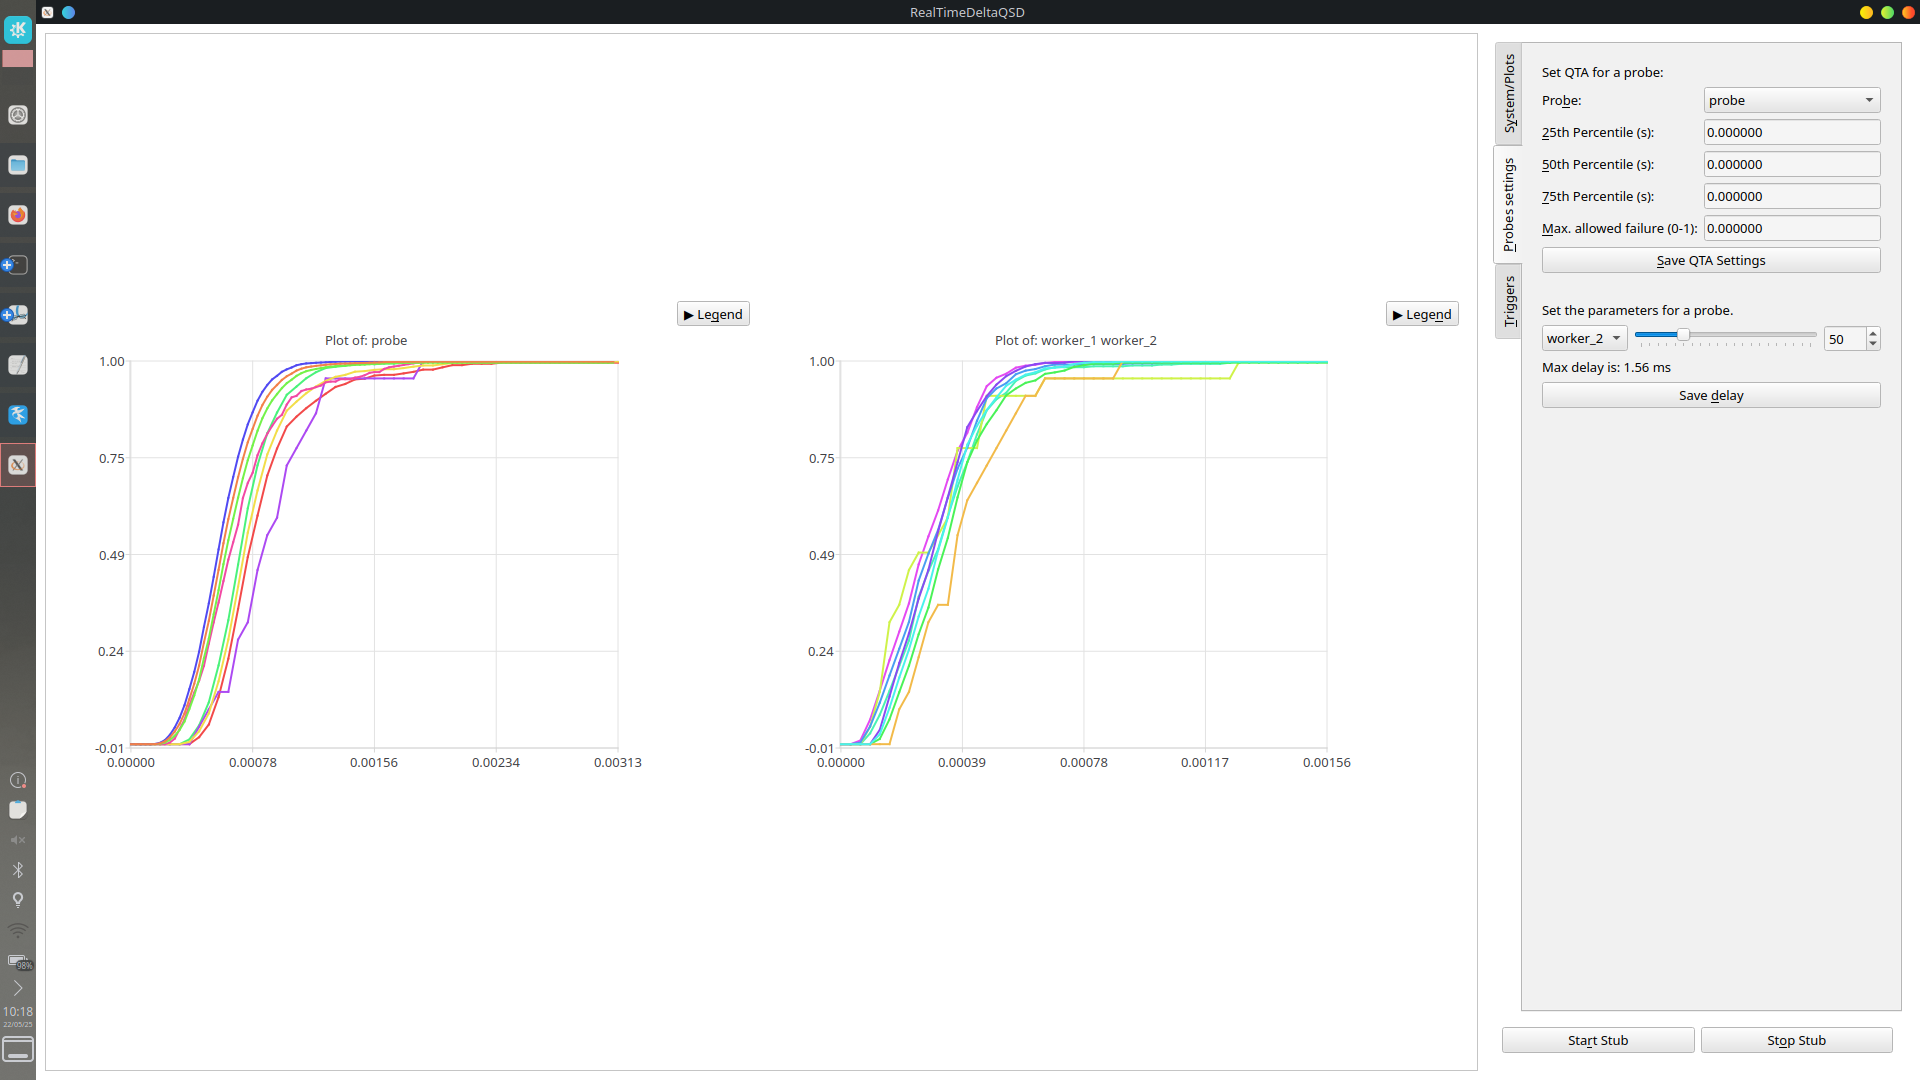 RealTimeDeltaQSD
▶ Legend
Plot of: probe
1.00
0.75
0.49
0.24
-0.01
0.00000 0.00078 0.00156 0.00234 0.00313
▶ Legend
Plot of: worker_1 worker_2
1.00
0.75
0.49
0.24
-0.01
0.00000 0.00039 0.00078 0.00117 0.00156
System/Plots
Probes settings
Triggers
Set QTA for a probe:
Probe: probe
25th Percentile (s): 0.000000
50th Percentile (s): 0.000000
75th Percentile (s): 0.000000
Max. allowed failure (0-1): 0.000000
Save QTA Settings
Set the parameters for a probe.
worker_2 50
Max delay is: 1.56 ms
Save delay
Start Stub Stop Stub
98%
10:18
22/05/25